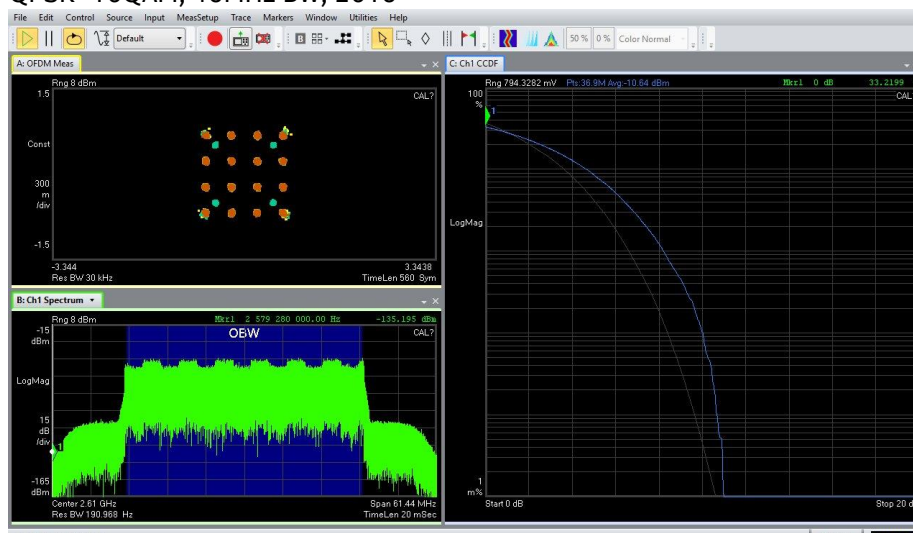 File Edit Control Source Input MeasSetup Trace Markers Window Utilities Help
Default
50 % 0 % Color Normal
A: OFDM Meas
Rng 8 dBm
1.5
CAL?
Const
300
m
/div
-1.5
-3.344
3.3438
Res BW 30 kHz
TimeLen 560 Sym
B: Ch1 Spectrum
Rng 8 dBm
Mkr1 2 579 280 000.00 Hz
-135.195 dBm
-15
dBm
OBW
CAL?
LogMag
15
dB
/div
1
-165
dBm
Center 2.61 GHz
Span 61.44 MHz
Res BW 190.968 Hz
TimeLen 20 mSec
C: Ch1 CCDF
Rng 794.3282 mV
Pts:36.9M Avg:-10.64 dBm
Mkr1 0 dB
33.2199
100
%
1
CAL
LogMag
1
m%
Start 0 dB
Stop 20 d